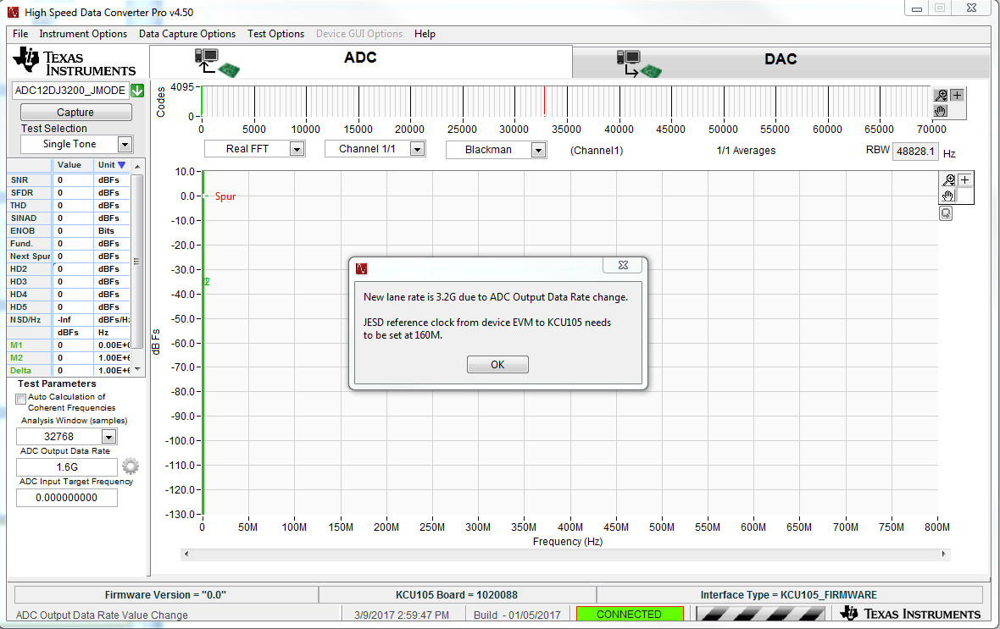 High Speed Data Converter Pro v4.50
File Instrument Options Data Capture Options Test Options Device GUI Options Help
TEXAS INSTRUMENTS
ADC
DAC
ADC12DJ3200_JMODE
Capture
Test Selection
Single Tone
Codes
4095
0
0 5000 10000 15000 20000 25000 30000 35000 40000 45000 50000 55000 60000 65000 70000
Real FFT Channel 1/1 Blackman (Channel1) 1/1 Averages RBW 48828.1 Hz
Value Unit
SNR 0 dBFs
SFDR 0 dBFs
THD 0 dBFs
SINAD 0 dBFs
ENOB 0 Bits
Fund. 0 dBFs
Next Spur 0 dBFs
HD2 0 dBFs
HD3 0 dBFs
HD4 0 dBFs
HD5 0 dBFs
NSD/Hz -Inf dBFs/Hz
dBFs Hz
M1 0 0.00E+0
M2 0 1.00E+6
Delta 0 1.00E+6
Test Parameters
Auto Calculation of
Coherent Frequencies
Analysis Window (samples)
32768
ADC Output Data Rate
1.6G
ADC Input Target Frequency
0.000000000
dBFs
10.0
0.0
-10.0
-20.0
-30.0
-40.0
-50.0
-60.0
-70.0
-80.0
-90.0
-100.0
-110.0
-120.0
-130.0
Spur
2
0 50M 100M 150M 200M 250M 300M 350M 400M 450M 500M 550M 600M 650M 700M 750M 800M
Frequency (Hz)
New lane rate is 3.2G due to ADC Output Data Rate change.
JESD reference clock from device EVM to KCU105 needs
to be set at 160M.
OK
Firmware Version = "0.0" KCU105 Board = 1020088 Interface Type = KCU105_FIRMWARE
ADC Output Data Rate Value Change 3/9/2017 2:59:47 PM Build - 01/05/2017 CONNECTED TEXAS INSTRUMENTS